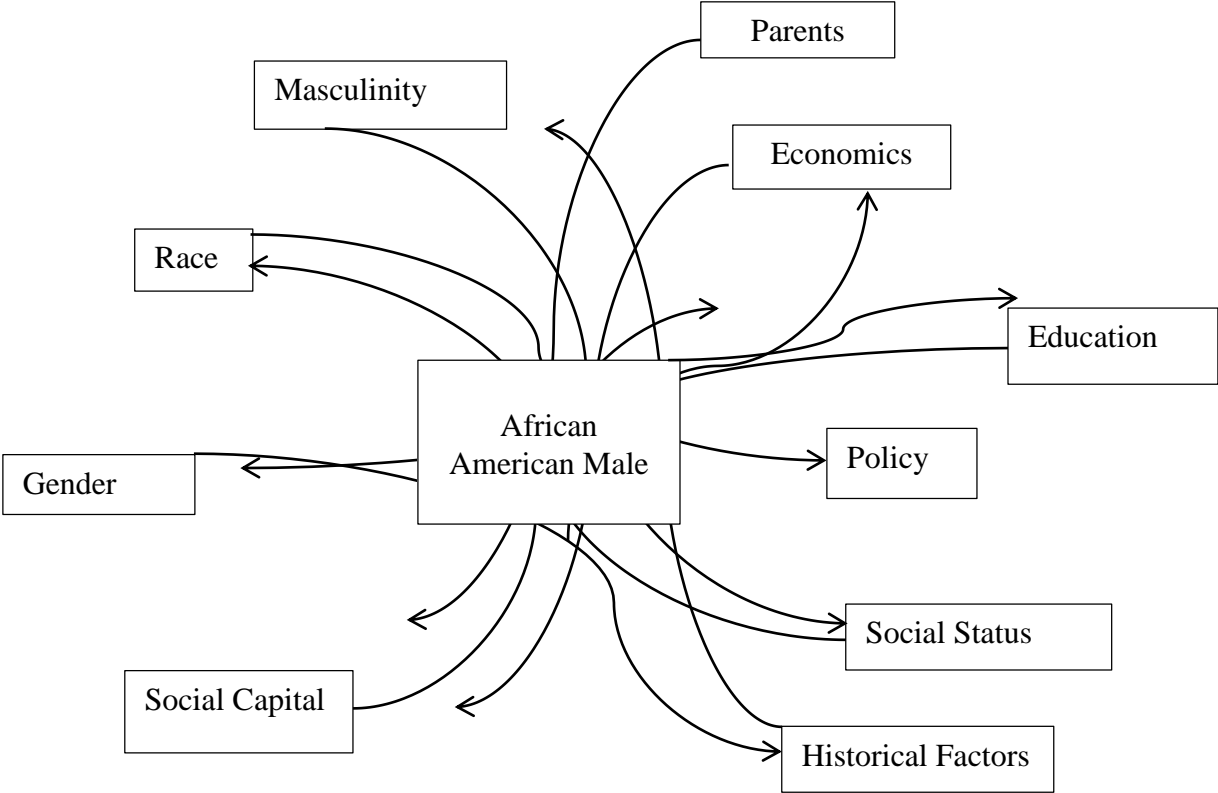 Parents
Masculinity
Economics
Race
Education
African
American Male
Policy
Gender
Social Status
Social Capital
Historical Factors